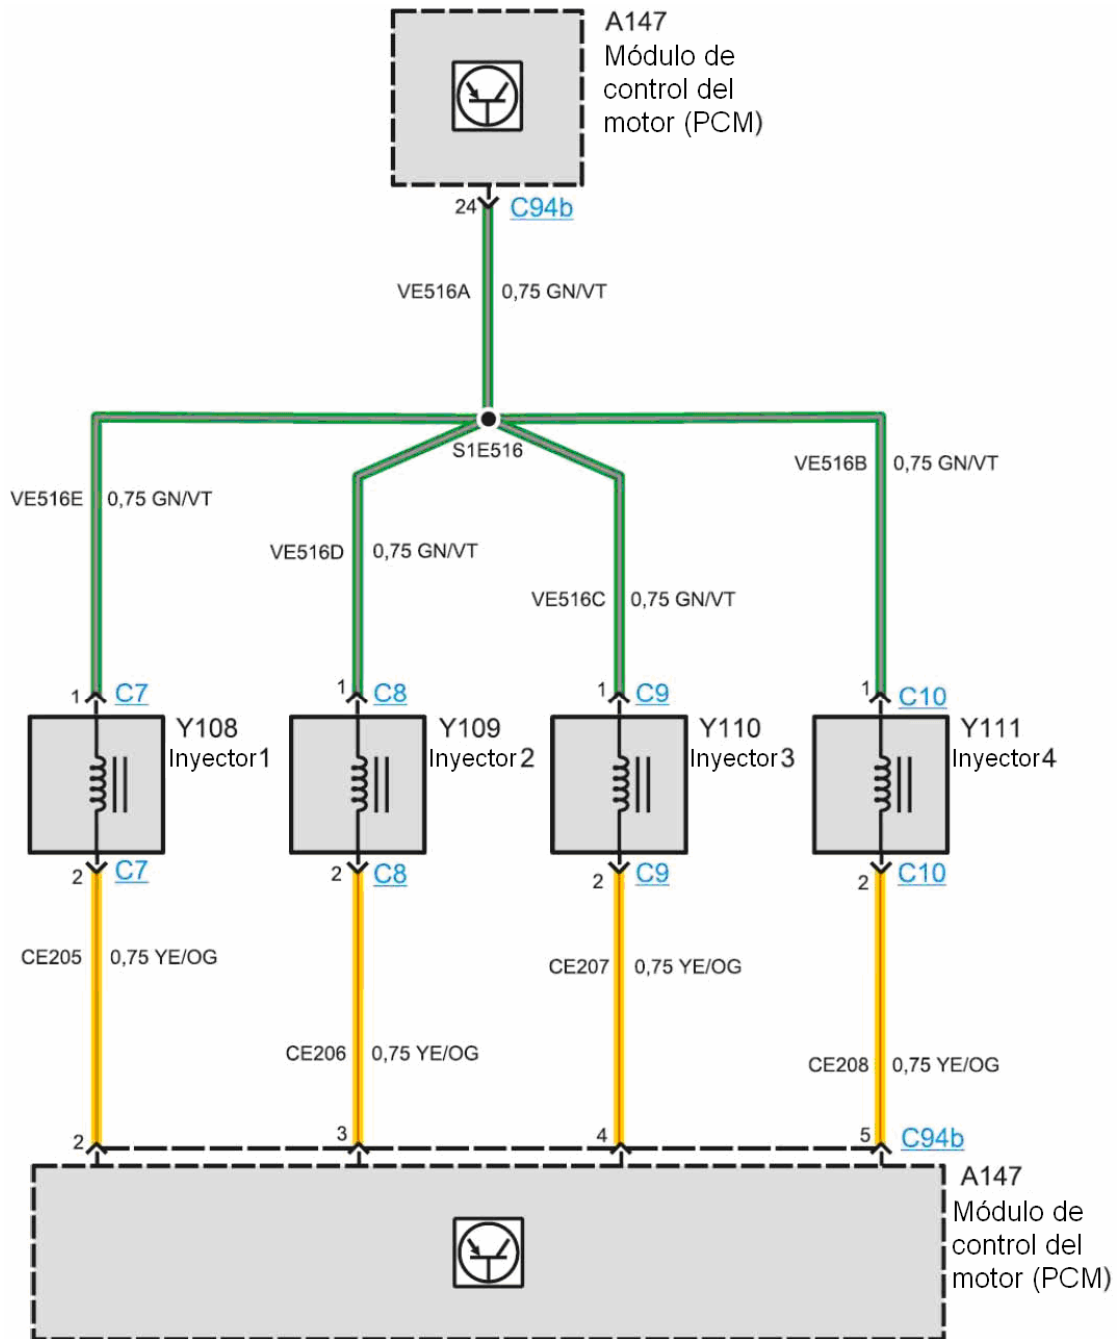 A147
Módulo de
control del
motor (PCM)
24 C94b
VE516A 0,75 GN/VT
S1E516
VE516B 0,75 GN/VT
VE516E 0,75 GN/VT
VE516D 0,75 GN/VT
VE516C 0,75 GN/VT
1 C7
1 C8
1 C9
1 C10
Y108
Inyector1
Y109
Inyector2
Y110
Inyector3
Y111
Inyector4
2 C7
2 C8
2 C9
2 C10
CE205 0,75 YE/OG
CE207 0,75 YE/OG
CE206 0,75 YE/OG
CE208 0,75 YE/OG
2 3 4 5 C94b
A147
Módulo de
control del
motor (PCM)